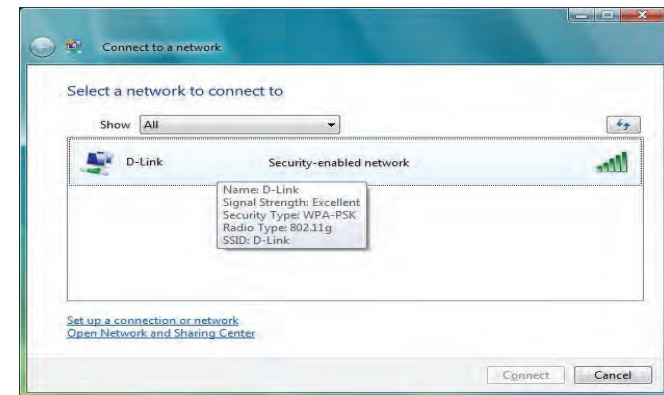 Connect to a network
Select a network to connect to
Show All
D-Link Security-enabled network
Name: D-Link
Signal Strength: Excellent
Security Type: WPA-PSK
Radio Type: 802.11g
SSID: D-Link
Set up a connection or network
Open Network and Sharing Center
Connect Cancel